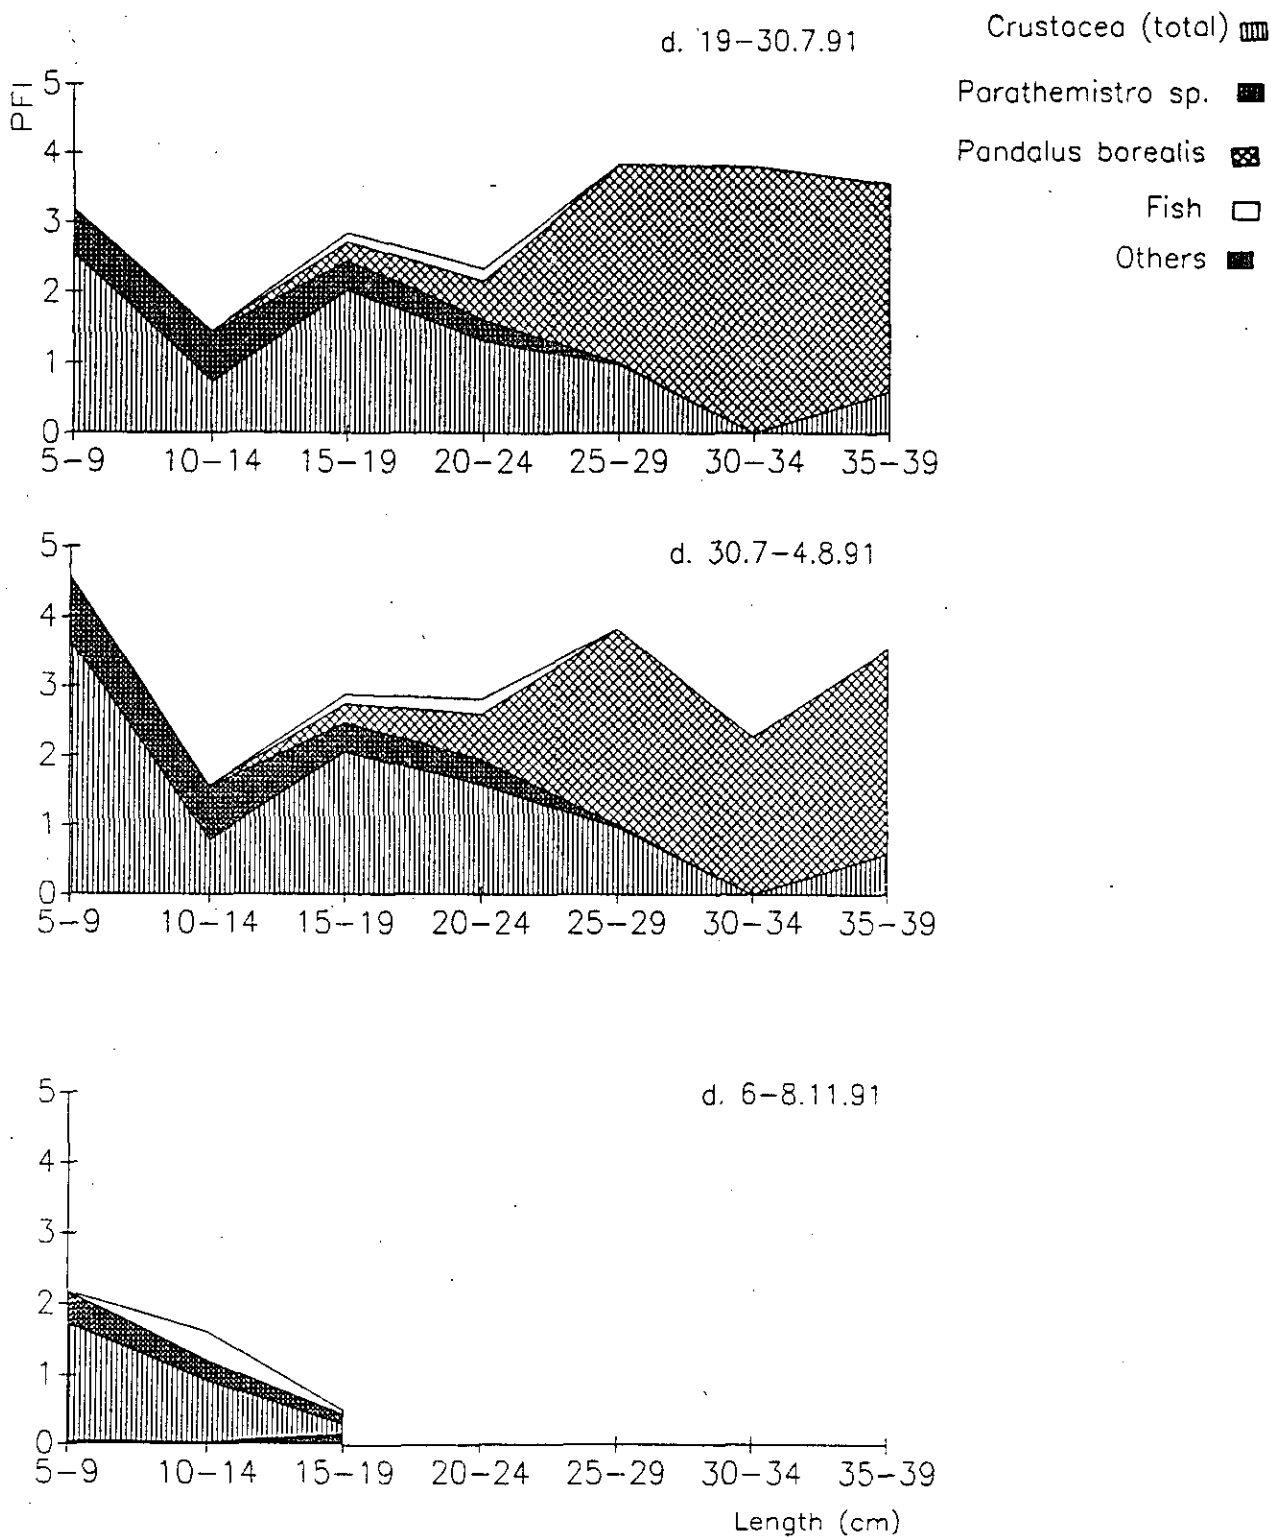 d. 19-30.7.91
Crustacea (total)
Parathemistro sp.
Pandalus borealis
Fish
Others
PFI
5
4
3
2
1
0
5-9 10-14 15-19 20-24 25-29 30-34 35-39
d. 30.7-4.8.91
5
4
3
2
1
0
5-9 10-14 15-19 20-24 25-29 30-34 35-39
d. 6-8.11.91
5
4
3
2
1
0
5-9 10-14 15-19 20-24 25-29 30-34 35-39
Length (cm)